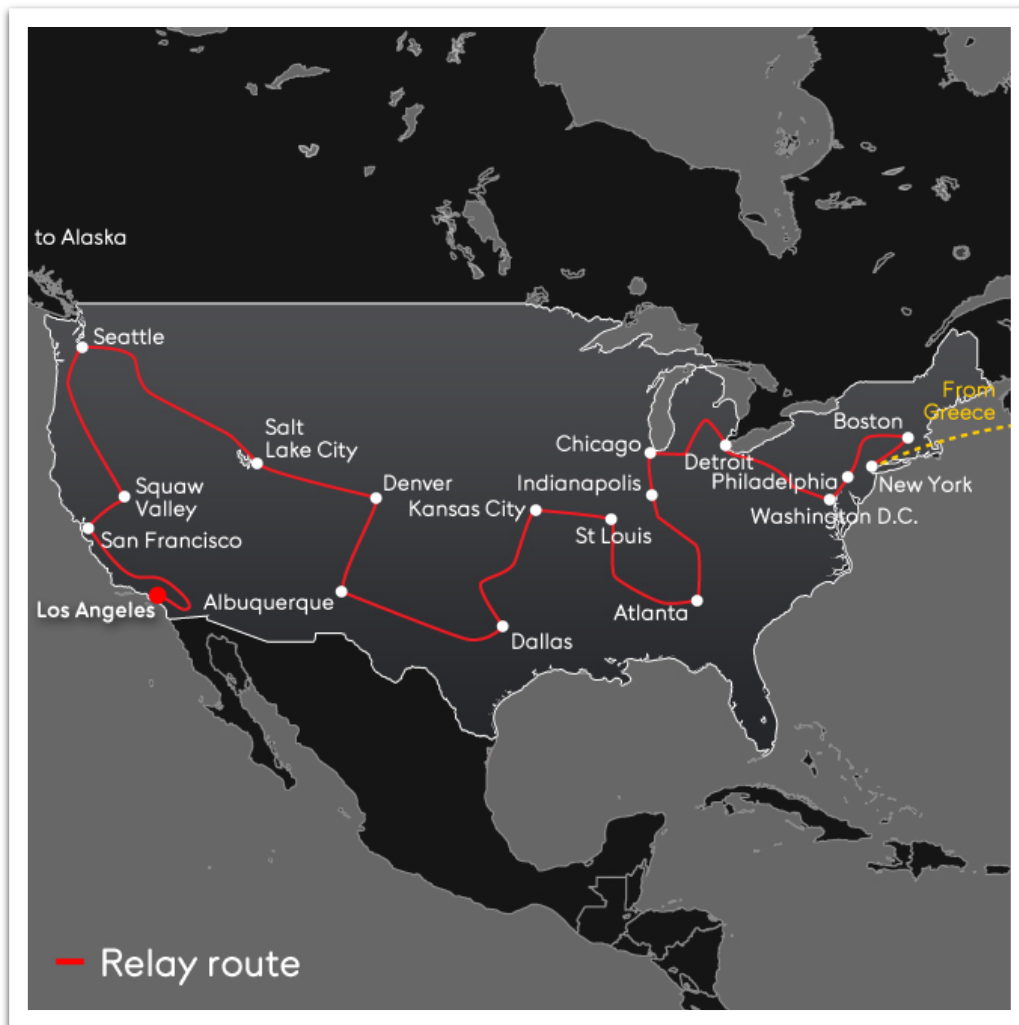 to Alaska
Seattle
Salt
Lake City
Squaw
Valley
San Francisco
Los Angeles
Denver
Kansas City
Albuquerque
Dallas
St Louis
Atlanta
Indianapolis
Chicago
Detroit
Philadelphia
Washington D.C.
New York
Boston
From
Greece
Relay route